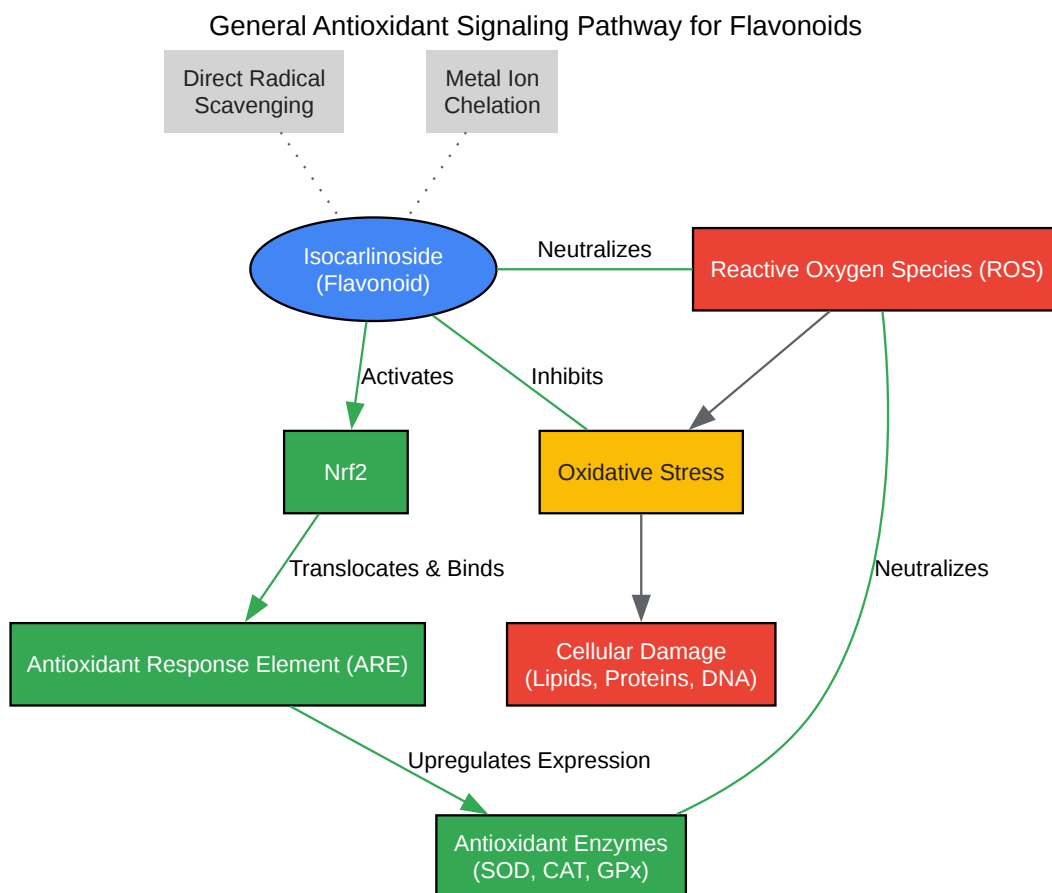 General Antioxidant Signaling Pathway for Flavonoids
Direct Radical
Scavenging
Metal Ion
Chelation
Isocarlinoside
(Flavonoid)
Neutralizes
Reactive Oxygen Species (ROS)
Activates
Inhibits
Nrf2
Oxidative Stress
Translocates & Binds
Neutralizes
Antioxidant Response Element (ARE)
Cellular Damage
(Lipids, Proteins, DNA)
Upregulates Expression
Antioxidant Enzymes
(SOD, CAT, GPx)